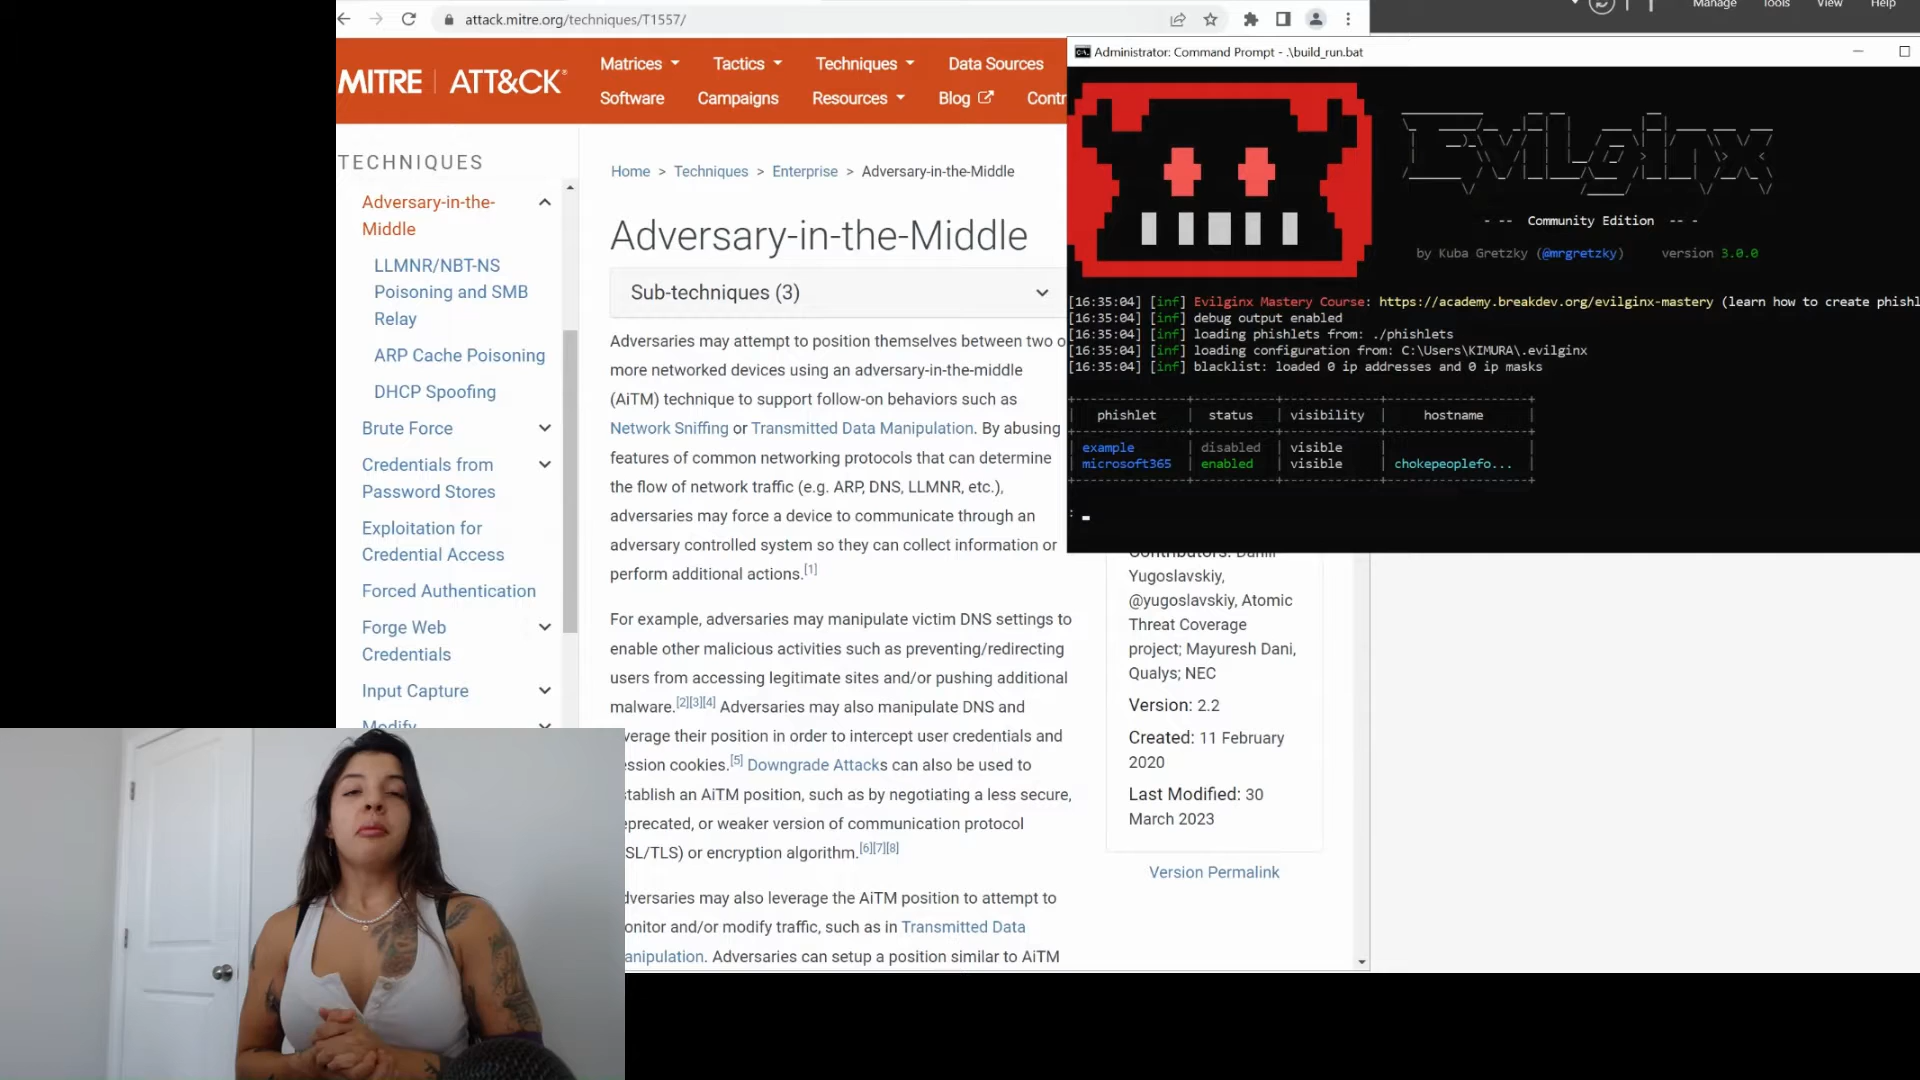 attack.mitre.org/techniques/T1557/
Manage Tools View Help
MITRE | ATT&CK®
Matrices Tactics Techniques Data Sources
Software Campaigns Resources Blog Contr
TECHNIQUES
Adversary-in-the-
Middle
LLMNR/NBT-NS
Poisoning and SMB
Relay
ARP Cache Poisoning
DHCP Spoofing
Brute Force
Credentials from
Password Stores
Exploitation for
Credential Access
Forced Authentication
Forge Web
Credentials
Input Capture
Modify
Home > Techniques > Enterprise > Adversary-in-the-Middle
Adversary-in-the-Middle
Sub-techniques (3)
Adversaries may attempt to position themselves between two o
more networked devices using an adversary-in-the-middle
(AiTM) technique to support follow-on behaviors such as
Network Sniffing or Transmitted Data Manipulation. By abusing
features of common networking protocols that can determine
the flow of network traffic (e.g. ARP, DNS, LLMNR, etc.),
adversaries may force a device to communicate through an
adversary controlled system so they can collect information or
perform additional actions.[1]
For example, adversaries may manipulate victim DNS settings to
enable other malicious activities such as preventing/redirecting
users from accessing legitimate sites and/or pushing additional
malware.[2][3][4] Adversaries may also manipulate DNS and
verage their position in order to intercept user credentials and
ession cookies.[5] Downgrade Attacks can also be used to
stablish an AiTM position, such as by negotiating a less secure,
eprecated, or weaker version of communication protocol
SL/TLS) or encryption algorithm.[6][7][8]
dversaries may also leverage the AiTM position to attempt to
onitor and/or modify traffic, such as in Transmitted Data
anipulation. Adversaries can setup a position similar to AiTM
Administrator: Command Prompt - .\build_run.bat
Evilginx
- -- Community Edition -- -
by Kuba Gretzky (@mrgretzky) version 3.0.0
[16:35:04] [inf] Evilginx Mastery Course: https://academy.breakdev.org/evilginx-mastery (learn how to create phishl
[16:35:04] [inf] debug output enabled
[16:35:04] [inf] loading phishlets from: ./phishlets
[16:35:04] [inf] loading configuration from: C:\Users\KIMURA\.evilginx
[16:35:04] [inf] blacklist: loaded 0 ip addresses and 0 ip masks
phishlet | status | visibility | hostname
example | disabled | visible |
microsoft365 | enabled | visible | chokepeoplefo...
:
Contributors: Daniil
Yugoslavskiy,
@yugoslavskiy, Atomic
Threat Coverage
project; Mayuresh Dani,
Qualys; NEC
Version: 2.2
Created: 11 February
2020
Last Modified: 30
March 2023
Version Permalink